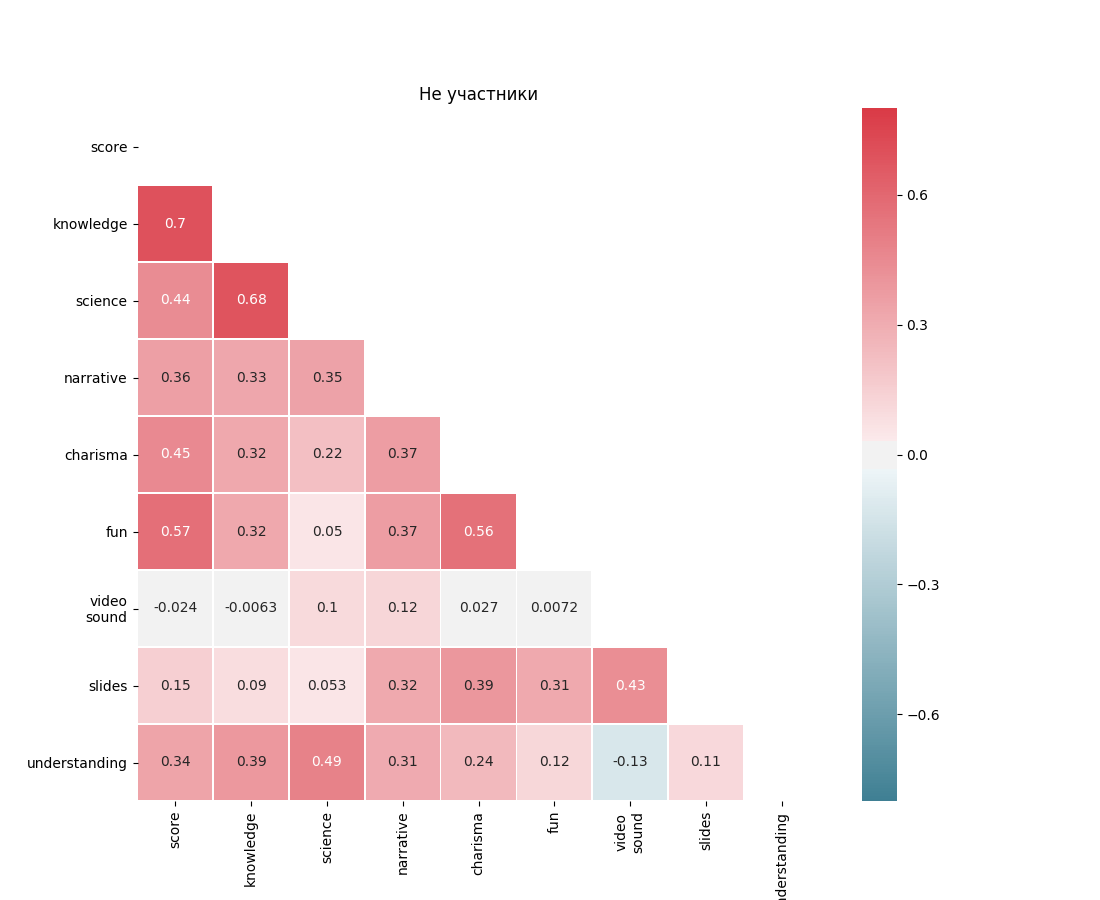 Не участники
score
knowledge 0.7
science 0.44 0.68
narrative 0.36 0.33 0.35
charisma 0.45 0.32 0.22 0.37
fun 0.57 0.32 0.05 0.37 0.56
video
sound -0.024 -0.0063 0.1 0.12 0.027 0.0072
slides 0.15 0.09 0.053 0.32 0.39 0.31 0.43
understanding 0.34 0.39 0.49 0.31 0.24 0.12 -0.13 0.11
score
knowledge
science
narrative
charisma
fun
video
sound
slides
nderstanding
0.6
0.3
0.0
−0.3
−0.6